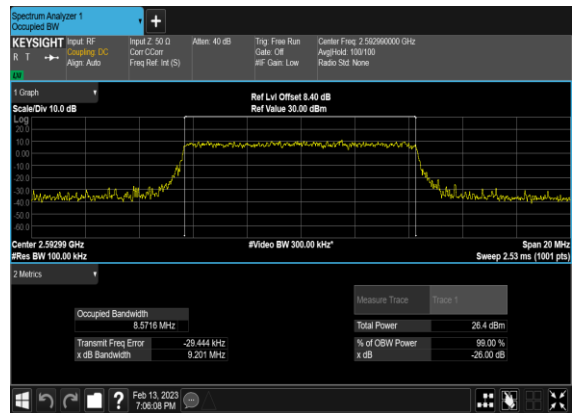 Spectrum Analyzer 1
Occupied BW
KEYSIGHT
R T
Input: RF
Coupling: DC
Align: Auto
Input Z: 50 Ω
Corr CCorr
Freq Ref: Int (S)
Atten: 40 dB
Trig: Free Run
Gate: Off
#IF Gain: Low
Center Freq: 2.592990000 GHz
Avg|Hold: 100/100
Radio Std: None
1 Graph
Scale/Div 10.0 dB
Ref Lvl Offset 8.40 dB
Ref Value 30.00 dBm
Log
20.0
10.0
0.00
-10.0
-20.0
-30.0
-40.0
-50.0
-60.0
Center 2.59299 GHz
#Res BW 100.00 kHz
#Video BW 300.00 kHz*
Span 20 MHz
Sweep 2.53 ms (1001 pts)
2 Metrics
Measure Trace Trace 1
Occupied Bandwidth
8.5716 MHz
Total Power 26.4 dBm
Transmit Freq Error -29.444 kHz
% of OBW Power 99.00 %
x dB Bandwidth 9.201 MHz
x dB -26.00 dB
?
Feb 13, 2023
7:06:08 PM